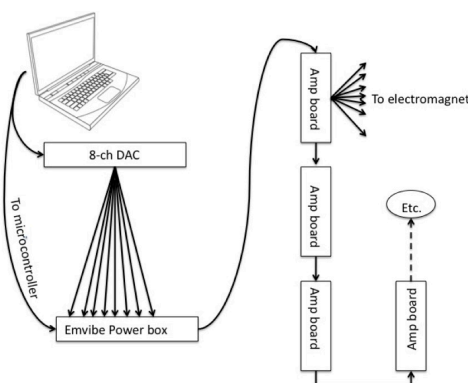 8-ch DAC
To microcontroller
Emvibe Power box
Amp board
To electromagnet
Amp board
Amp board
Amp board
Etc.